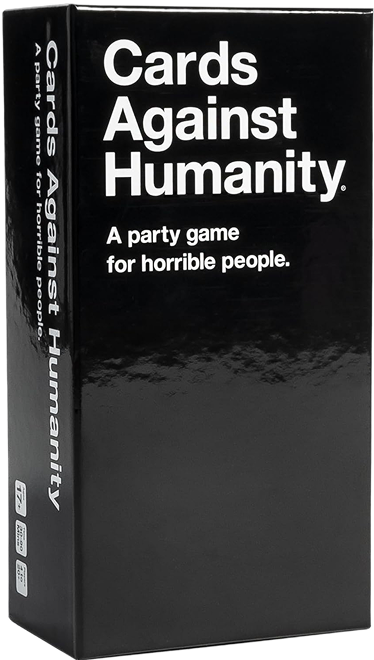 Cards
Against
Humanity®
A party game
for horrible people.
Cards Against Humanity
A party game for horrible people.
17+